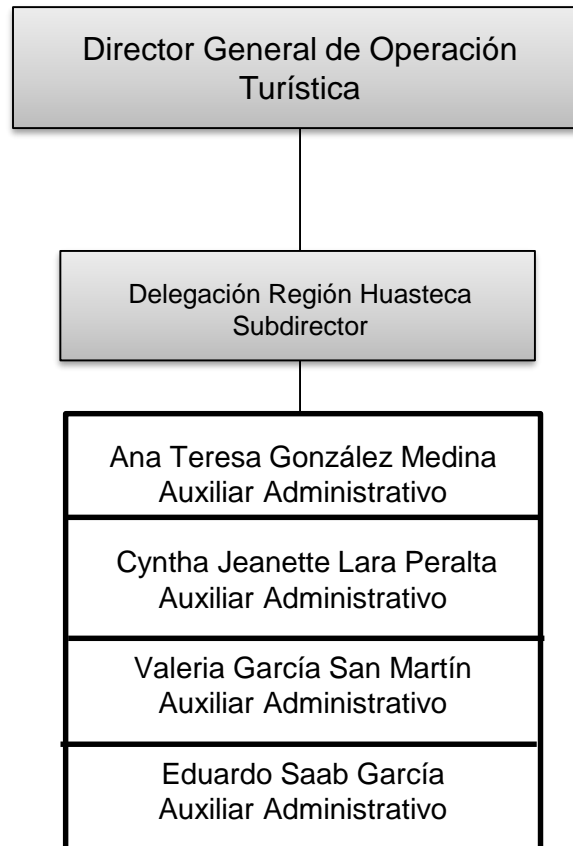 Director General de Operación
Turística
Delegación Región Huasteca
Subdirector
Ana Teresa González Medina
Auxiliar Administrativo
Cyntha Jeanette Lara Peralta
Auxiliar Administrativo
Valeria García San Martín
Auxiliar Administrativo
Eduardo Saab García
Auxiliar Administrativo